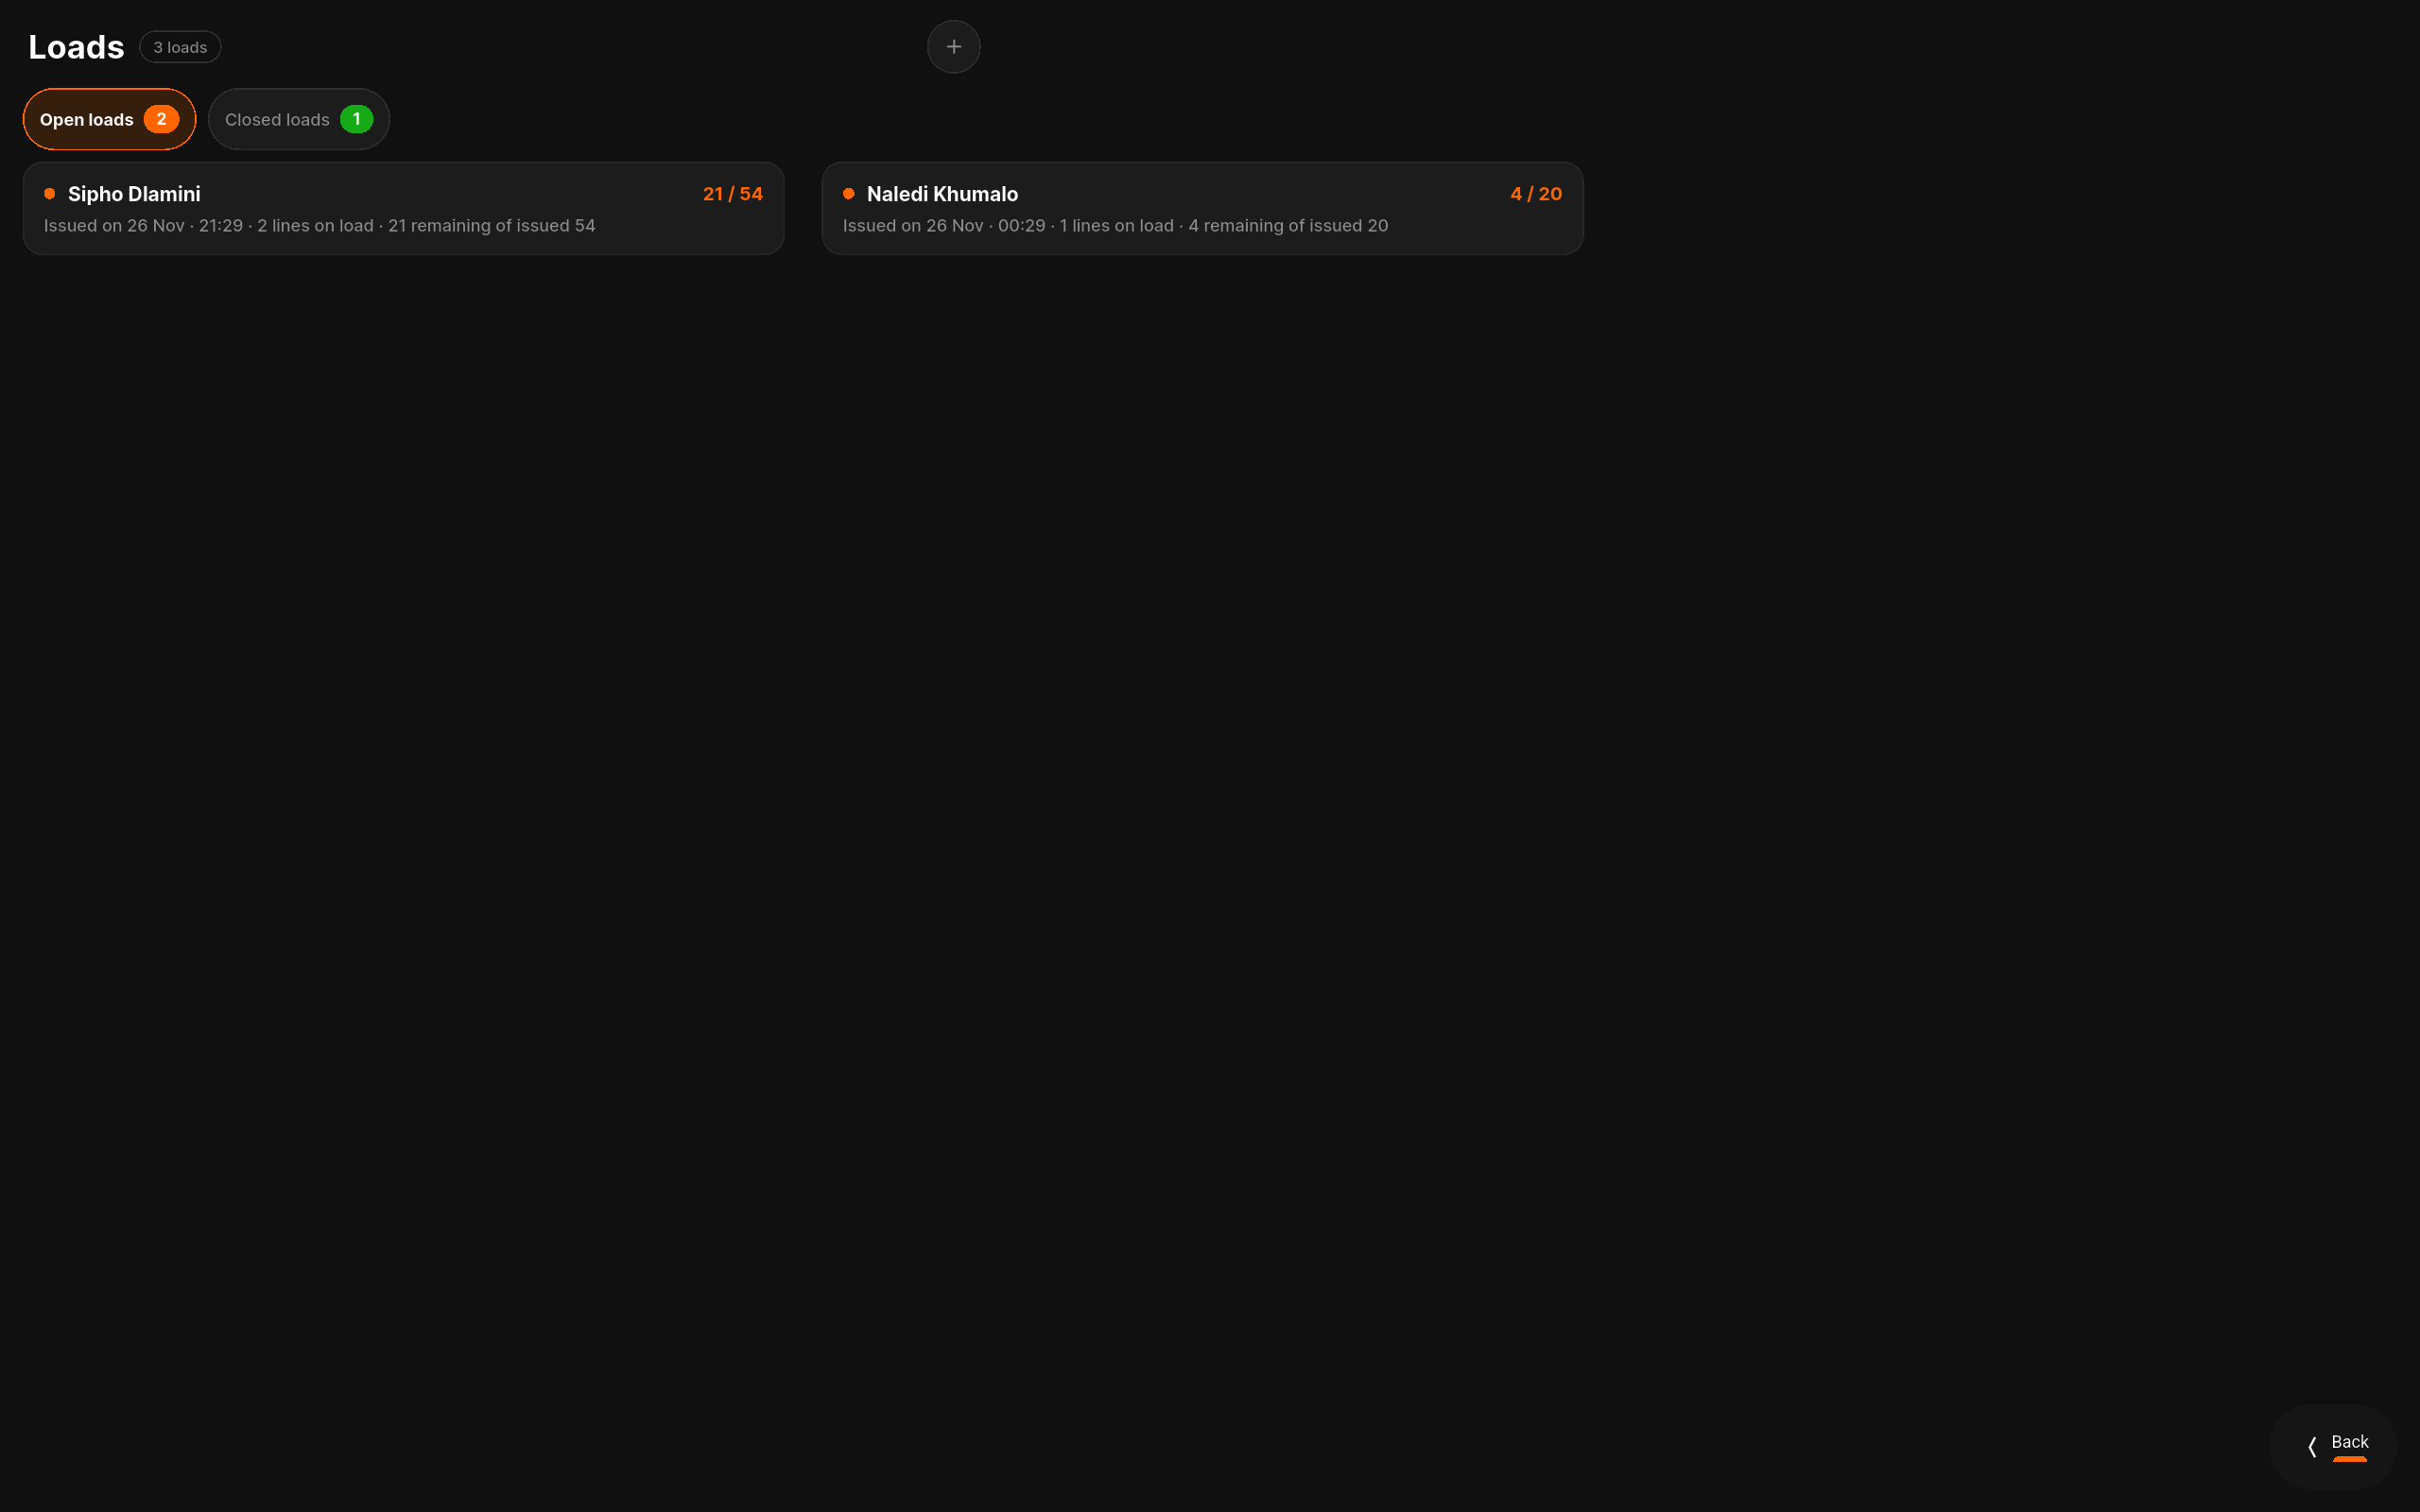 Loads
3 loads
+
Open loads 2
Closed loads 1
Sipho Dlamini 21 / 54
Issued on 26 Nov · 21:29 · 2 lines on load · 21 remaining of issued 54
Naledi Khumalo 4 / 20
Issued on 26 Nov · 00:29 · 1 lines on load · 4 remaining of issued 20
Back